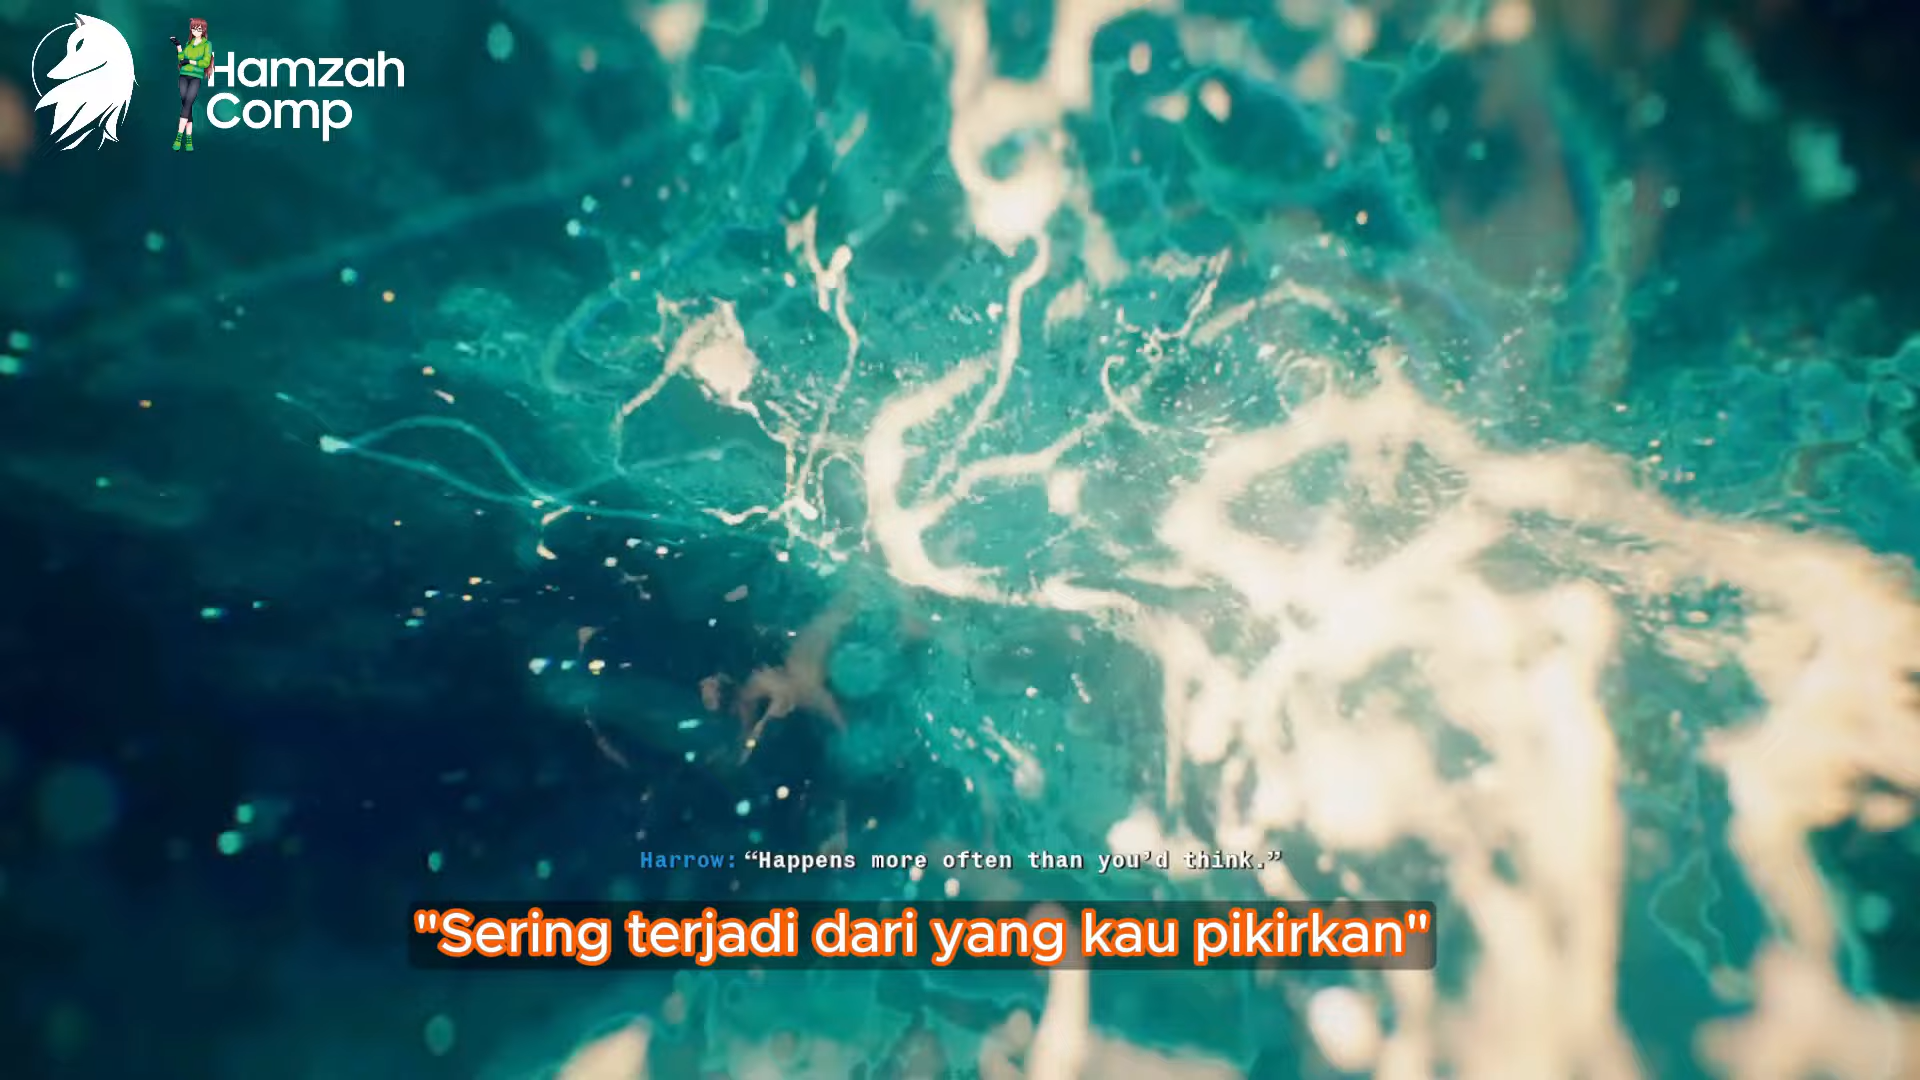 Hamzah
Comp
Harrow: “Happens more often than you’d think.”
"Sering terjadi dari yang kau pikirkan"